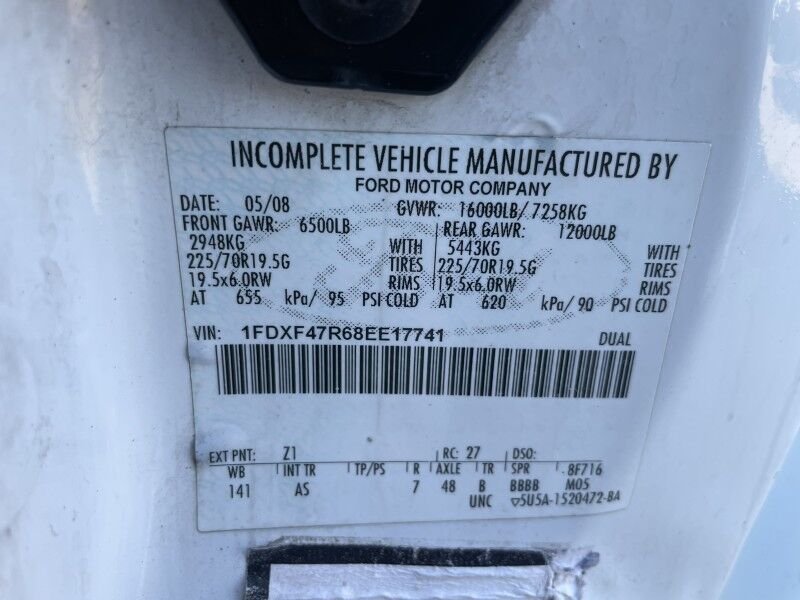 INCOMPLETE VEHICLE MANUFACTURED BY
FORD MOTOR COMPANY
DATE: 05/08 GVWR: 16000LB/ 7258KG
FRONT GAWR: 6500LB REAR GAWR: 12000LB
2948KG WITH 5443KG WITH
225/70R19.5G TIRES 225/70R19.5G TIRES
19.5x6.0RW RIMS 19.5x6.0RW RIMS
AT 655 kPa/ 95 PSI COLD AT 620 kPa/ 90 PSI COLD
VIN: 1FDXF47R68EE17741 DUAL
EXT PNT: Z1 RC: 27 DSO:
WB INT TR TP/PS R AXLE TR SPR 8F716
141 AS 7 48 B BBBB M05
UNC ▽5U5A-1520472-BA